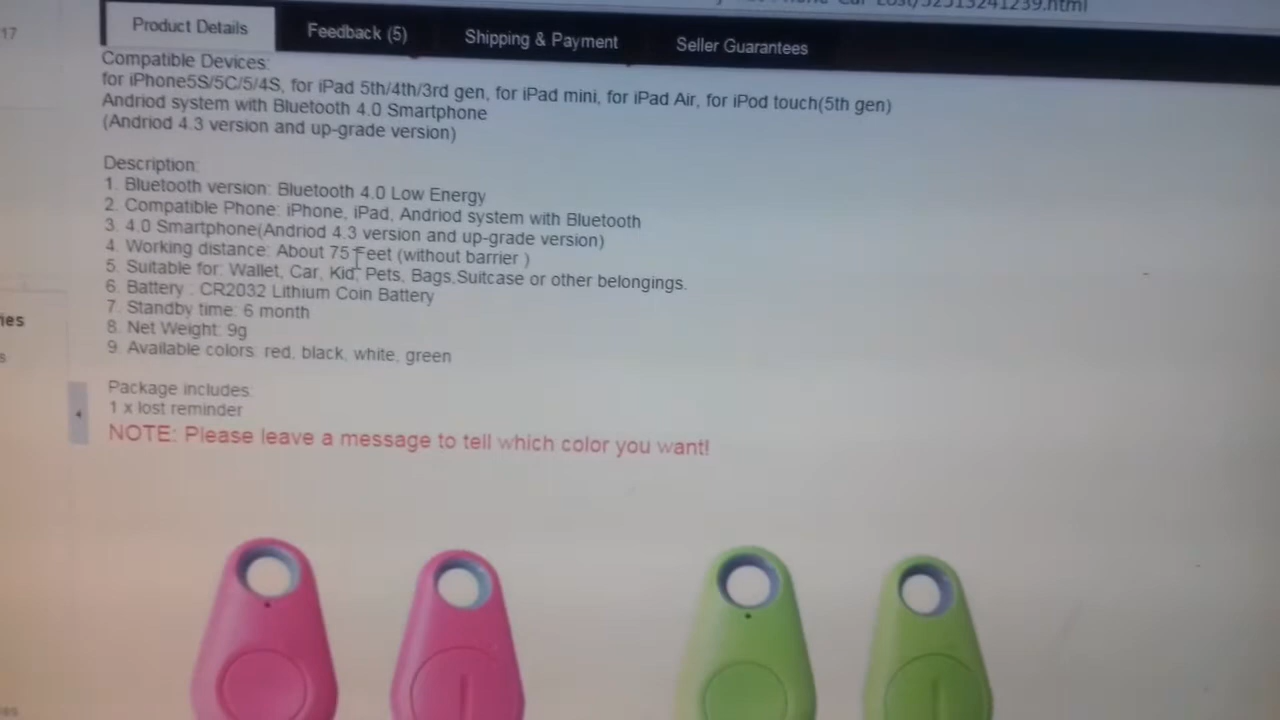 Lost/32313241239.html
17
Product Details
Feedback (5)
Shipping & Payment
Seller Guarantees
Compatible Devices:
for iPhone5S/5C/5/4S, for iPad 5th/4th/3rd gen, for iPad mini, for iPad Air, for iPod touch(5th gen)
Andriod system with Bluetooth 4.0 Smartphone
(Andriod 4.3 version and up-grade version)
Description:
1. Bluetooth version: Bluetooth 4.0 Low Energy
2. Compatible Phone: iPhone, iPad, Andriod system with Bluetooth
3. 4.0 Smartphone(Andriod 4.3 version and up-grade version)
4. Working distance: About 75 Feet (without barrier )
5. Suitable for: Wallet, Car, Kid, Pets, Bags,Suitcase or other belongings.
6. Battery : CR2032 Lithium Coin Battery
7. Standby time: 6 month
8. Net Weight: 9g
9. Available colors: red, black, white, green
Package includes:
1 x lost reminder
NOTE: Please leave a message to tell which color you want!